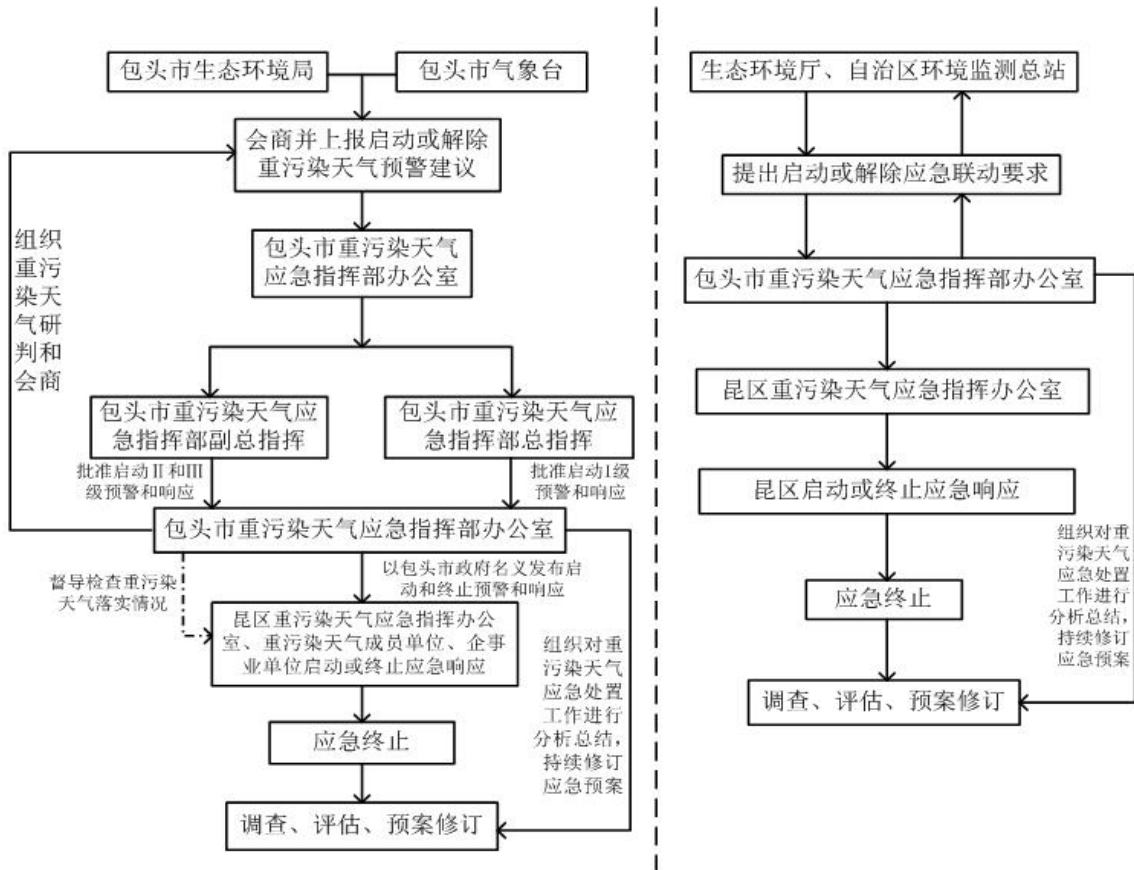 包头市生态环境局
包头市气象台
会商并上报启动或解除
重污染天气预警建议
组织
重污
染天
气研
判和
会商
包头市重污染天气
应急指挥部办公室
包头市重污染天气应
急指挥部副总指挥
包头市重污染天气应
急指挥部总指挥
批准启动Ⅱ和Ⅲ
级预警和响应
批准启动I级
预警和响应
包头市重污染天气应急指挥部办公室
督导检查重污染
天气落实情况
以包头市政府名义发布启
动和终止预警和响应
昆区重污染天气应急指挥办公
室、重污染天气成员单位、企事
业单位启动或终止应急响应
组织对重
污染天气
应急处置
工作进行
分析总结，
持续修订
应急预案
应急终止
调查、评估、预案修订
生态环境厅、自治区环境监测总站
提出启动或解除应急联动要求
包头市重污染天气应急指挥部办公室
昆区重污染天气应急指挥办公室
昆区启动或终止应急响应
组织对重
污染天气
应急处置
工作进行
分析总结，
持续修订
应急预案
应急终止
调查、评估、预案修订